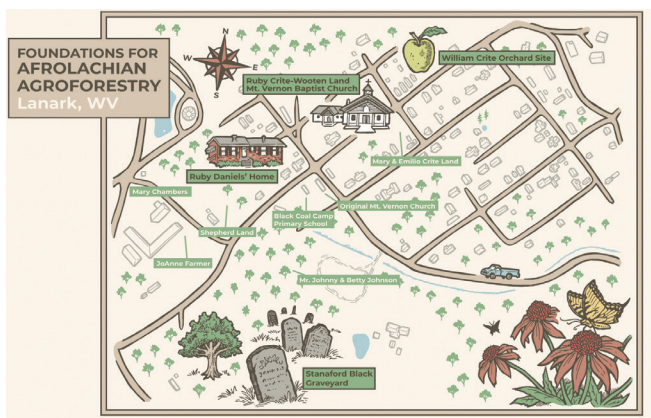 FOUNDATIONS FOR
AFROLACHIAN
AGROFORESTRY
Lanark, WV
N
W
E
S
William Crite Orchard Site
Ruby Crite-Wooten Land
Mt. Vernon Baptist Church
Mary & Emilio Crite Land
Ruby Daniels' Home
Mary Chambers
Original Mt. Vernon Church
Black Coal Camp
Primary School
Shepherd Land
JoAnne Farmer
Mr. Johnny & Betty Johnson
Stanaford Black
Graveyard